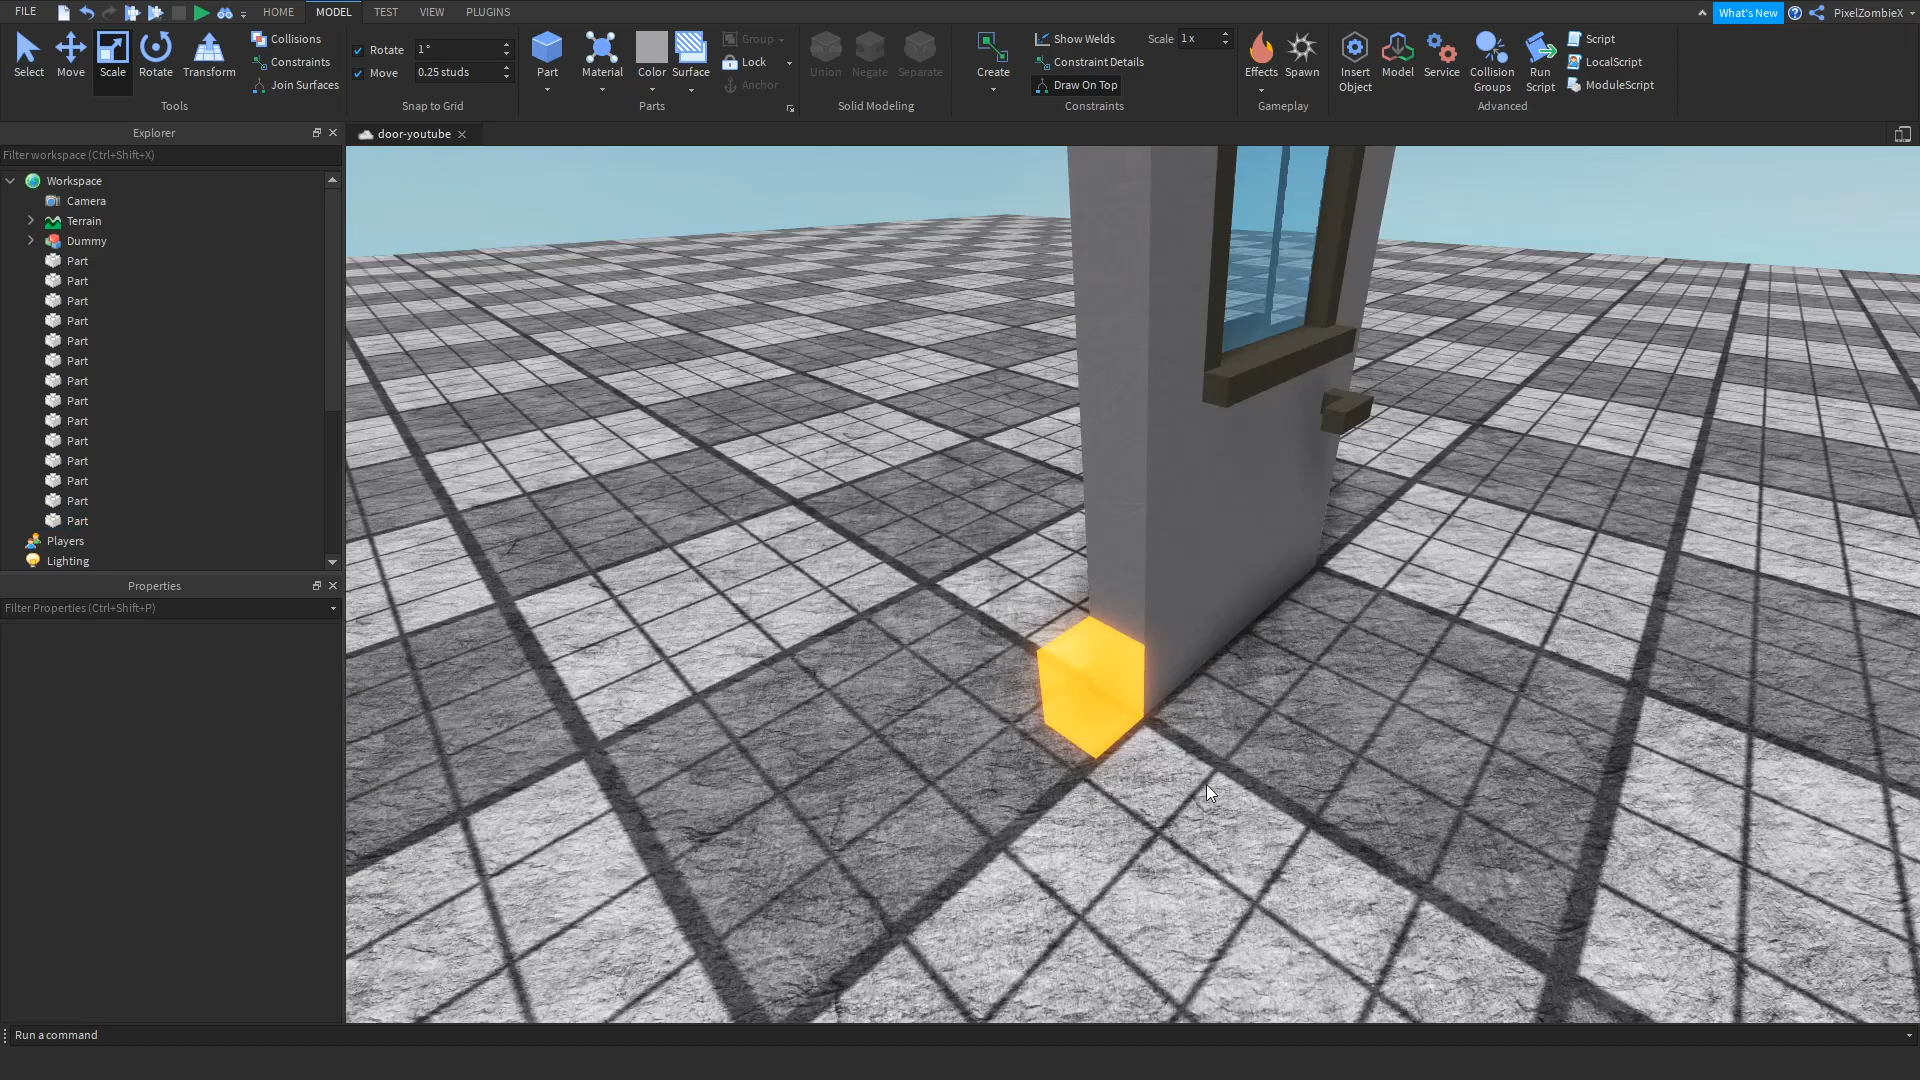 FILE
HOME
MODEL
TEST
VIEW
PLUGINS
What's New
PixelZombieX
Select
Move
Scale
Rotate
Transform
Collisions
Constraints
Join Surfaces
Tools
Rotate
1°
Move
0.25 studs
Snap to Grid
Part
Material
Color
Surface
Group
Lock
Anchor
Parts
Union
Negate
Separate
Solid Modeling
Create
Show Welds
Scale
1x
Constraint Details
Draw On Top
Constraints
Effects
Spawn
Gameplay
Insert
Object
Model
Service
Collision
Groups
Run
Script
Script
LocalScript
ModuleScript
Advanced
Explorer
door-youtube
Filter workspace (Ctrl+Shift+X)
Workspace
Camera
Terrain
Dummy
Part
Part
Part
Part
Part
Part
Part
Part
Part
Part
Part
Part
Part
Part
Players
Lighting
Properties
Filter Properties (Ctrl+Shift+P)
Run a command